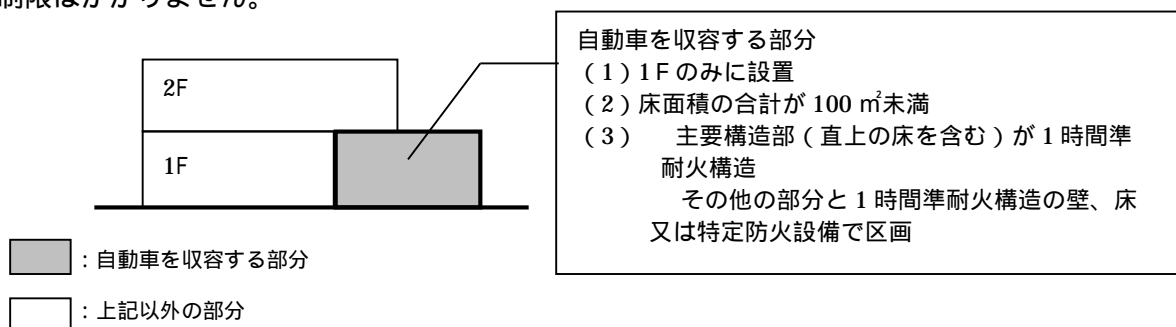 制限はかかりません。
自動車を収容する部分
(1)1Fのみに設置
(2)床面積の合計が 100 ㎡未満
(3) 主要構造部(直上の床を含む)が1時間準
耐火構造
その他の部分と1時間準耐火構造の壁、床
又は特定防火設備で区画
2F
1F
:自動車を収容する部分
:上記以外の部分